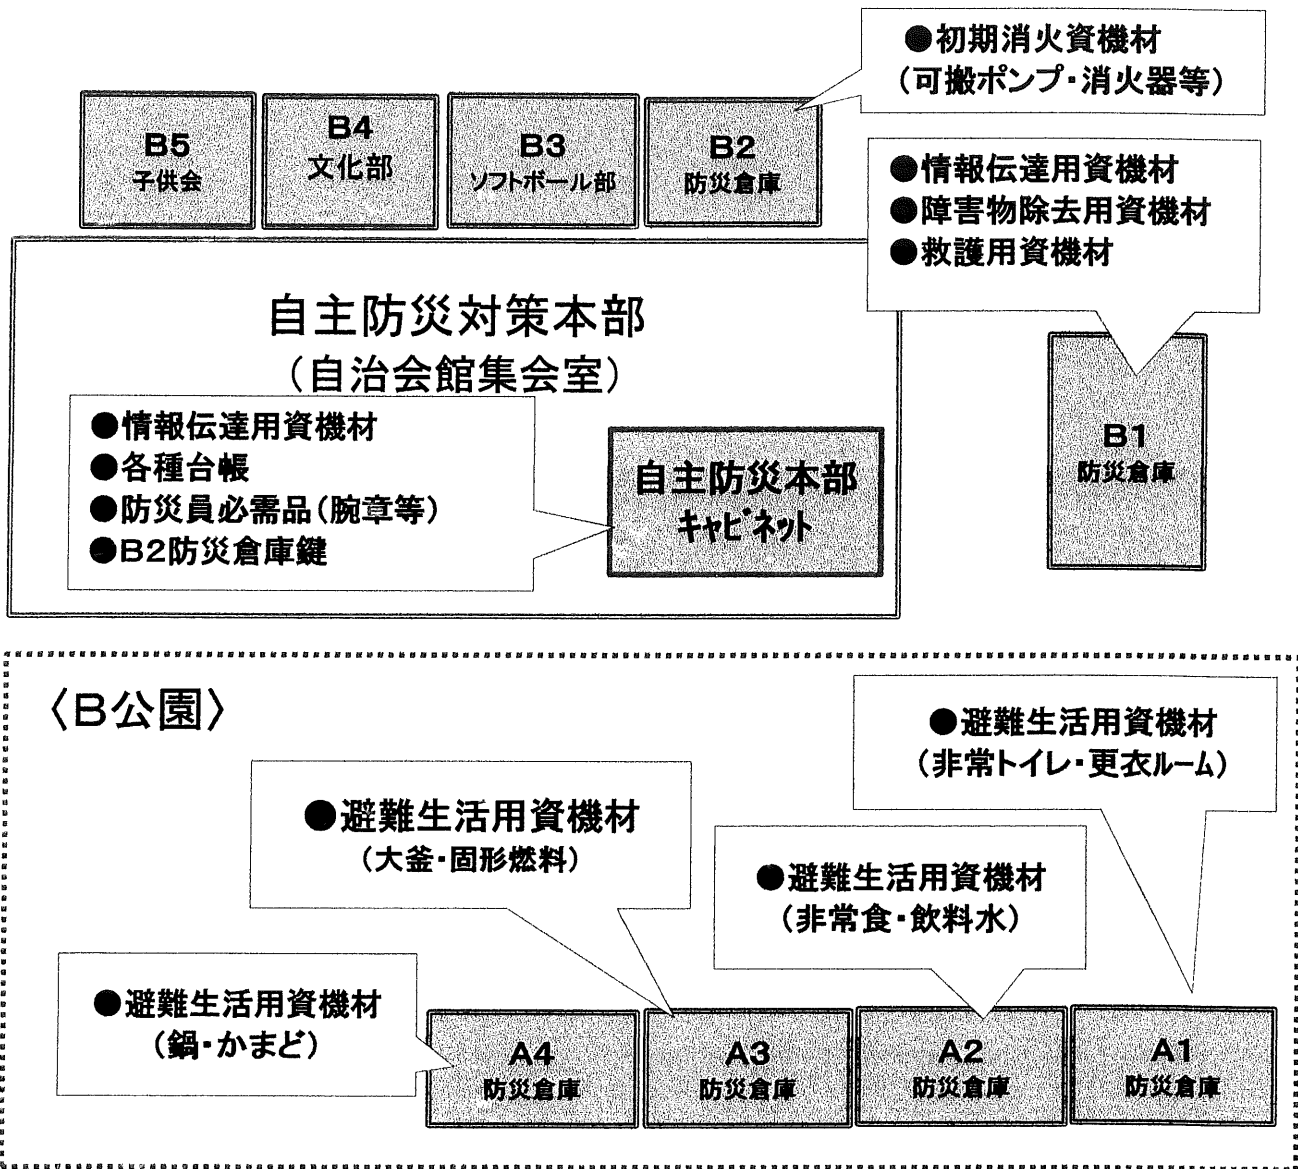 ●初期消火資機材
(可搬ポンプ・消火器等)
B5
子供会
B4
文化部
B3
ソフトボール部
B2
防災倉庫
●情報伝達用資機材
●障害物除去用資機材
●救護用資機材
自主防災対策本部
(自治会館集会室)
●情報伝達用資機材
●各種台帳
●防災員必需品(腕章等)
●B2防災倉庫鍵
自主防災本部
キャビネット
B1
防災倉庫
〈B公園〉
●避難生活用資機材
(非常トイレ・更衣ルーム)
●避難生活用資機材
(大釜・固形燃料)
●避難生活用資機材
(非常食・飲料水)
●避難生活用資機材
(鍋・かまど)
A4
防災倉庫
A3
防災倉庫
A2
防災倉庫
A1
防災倉庫